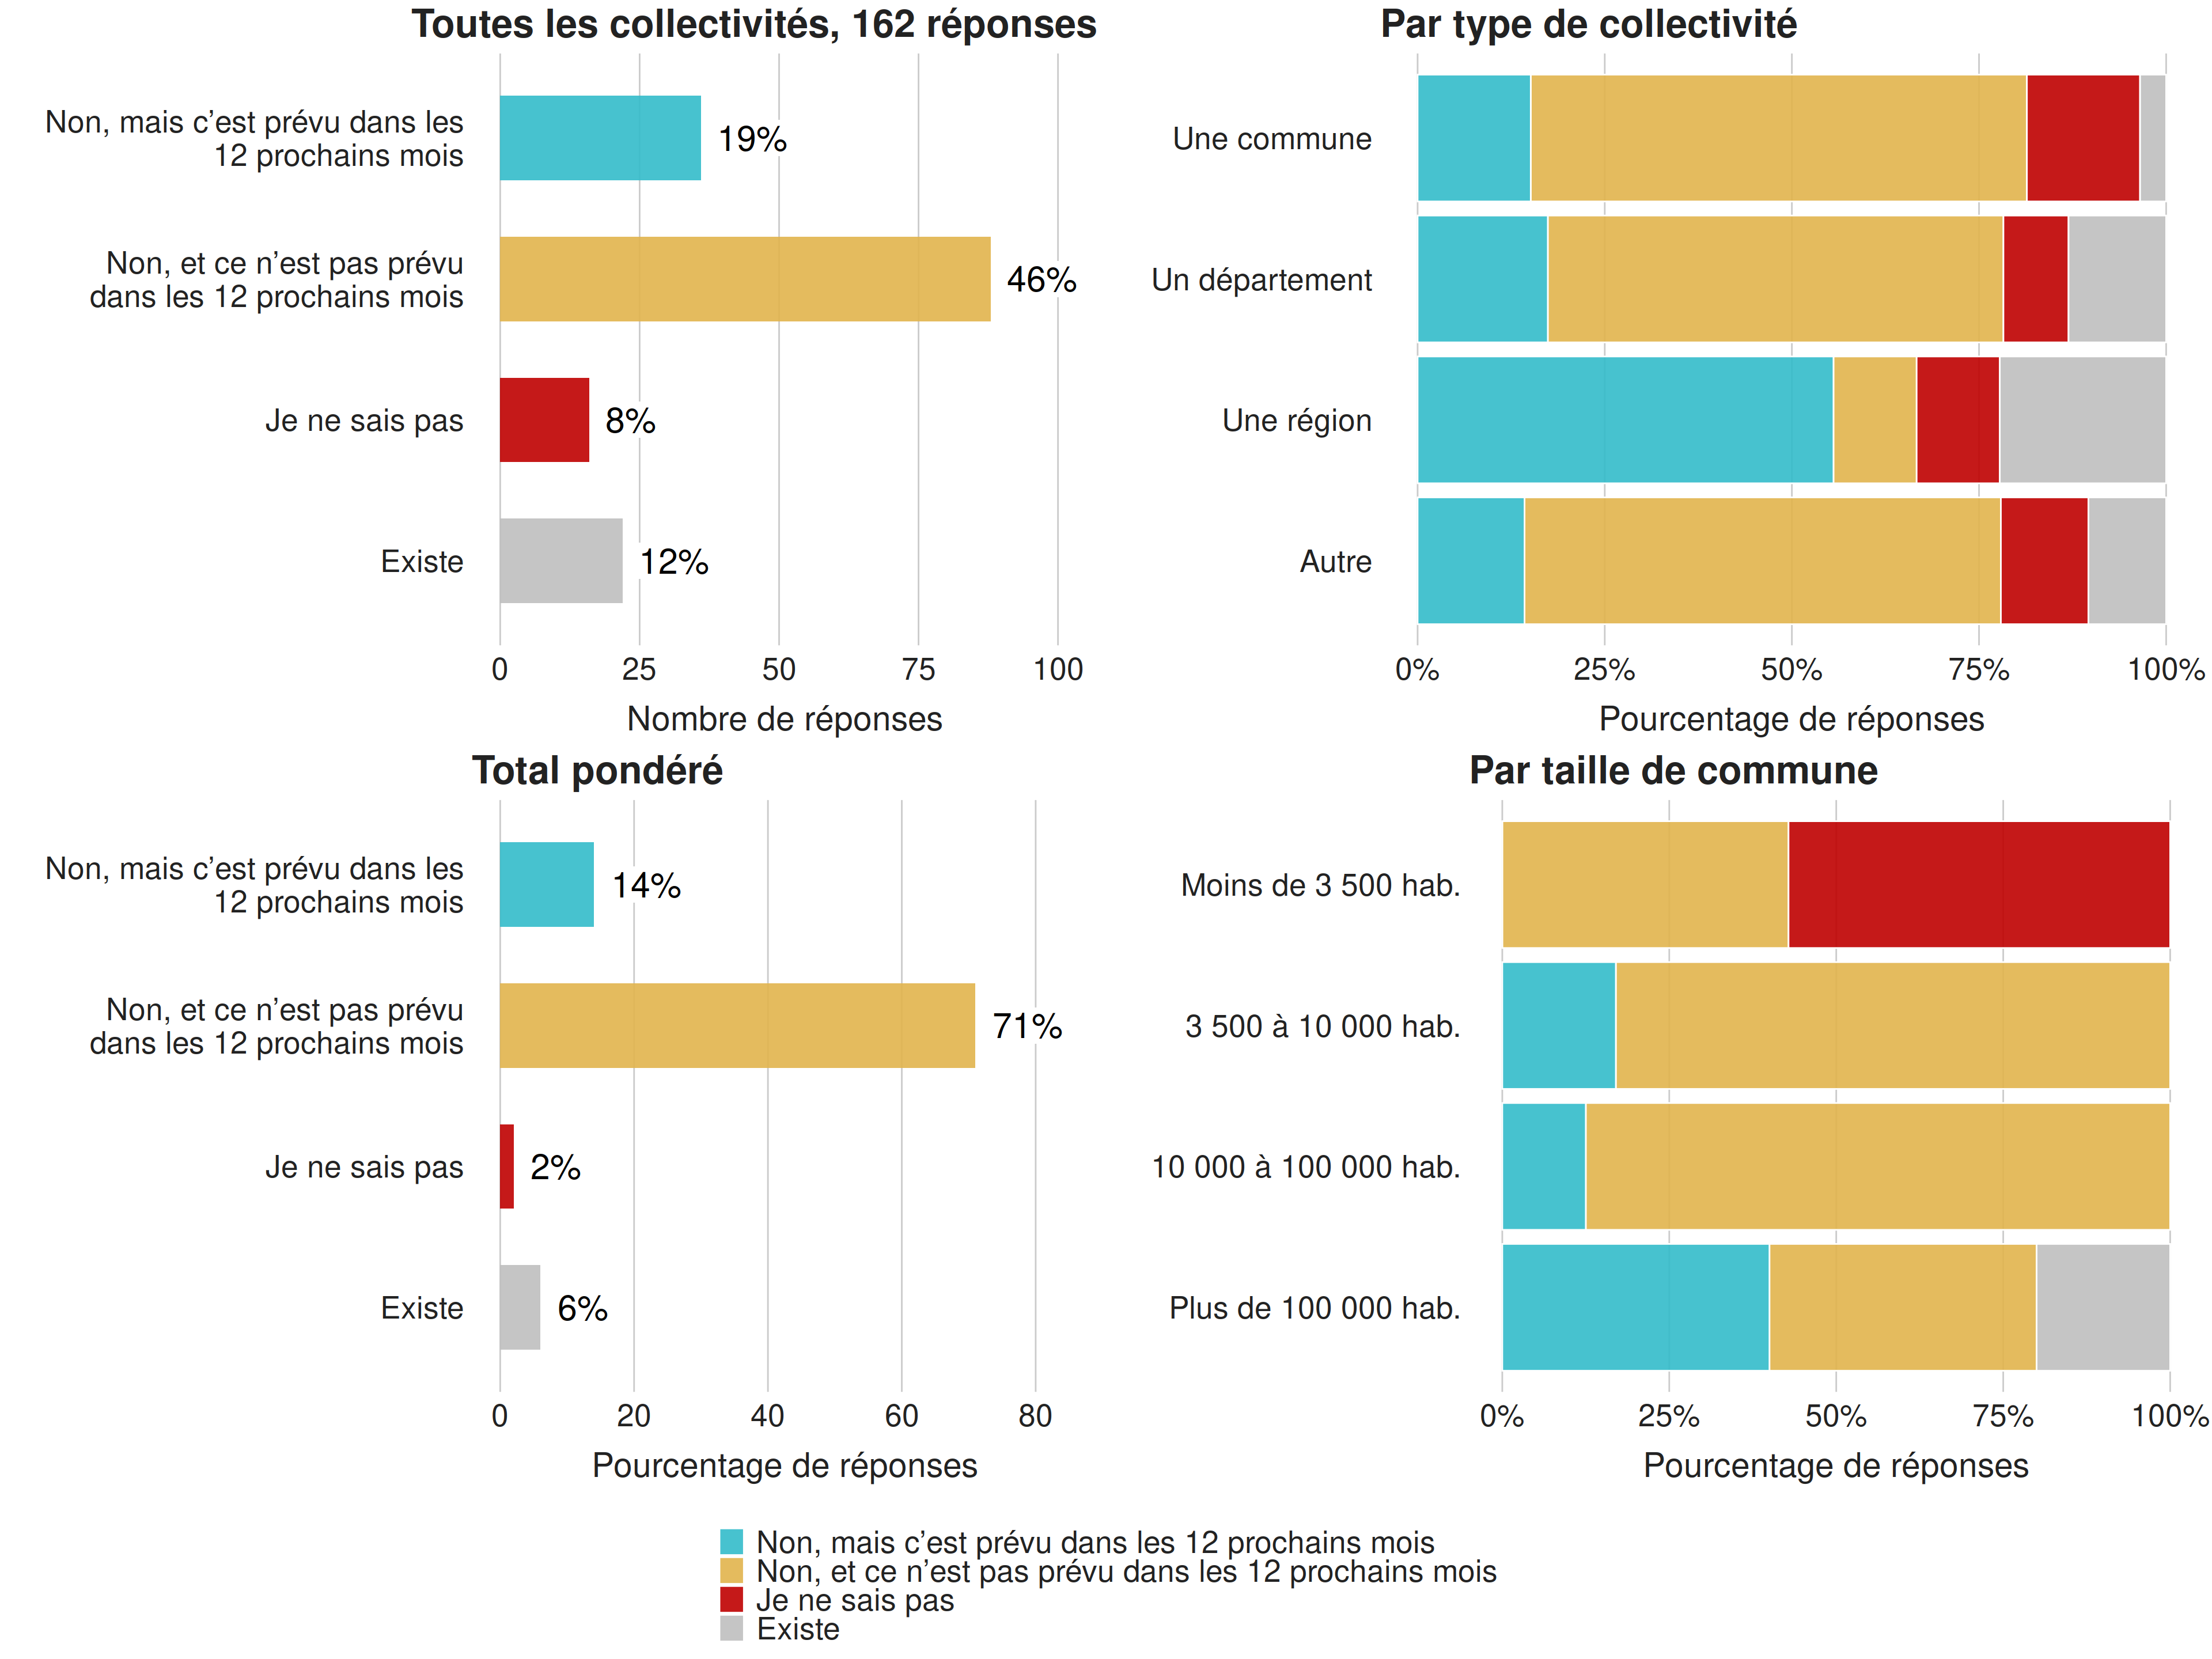 Toutes les collectivités, 162 réponses
Non, mais c’est prévu dans les
12 prochains mois
19%
Non, et ce n’est pas prévu
dans les 12 prochains mois
46%
Je ne sais pas
8%
Existe
12%
0 25 50 75 100
Nombre de réponses
Par type de collectivité
Une commune
Un département
Une région
Autre
0% 25% 50% 75% 100%
Pourcentage de réponses
Total pondéré
Non, mais c’est prévu dans les
12 prochains mois
14%
Non, et ce n’est pas prévu
dans les 12 prochains mois
71%
Je ne sais pas
2%
Existe
6%
0 20 40 60 80
Pourcentage de réponses
Par taille de commune
Moins de 3 500 hab.
3 500 à 10 000 hab.
10 000 à 100 000 hab.
Plus de 100 000 hab.
0% 25% 50% 75% 100%
Pourcentage de réponses
Non, mais c’est prévu dans les 12 prochains mois
Non, et ce n’est pas prévu dans les 12 prochains mois
Je ne sais pas
Existe